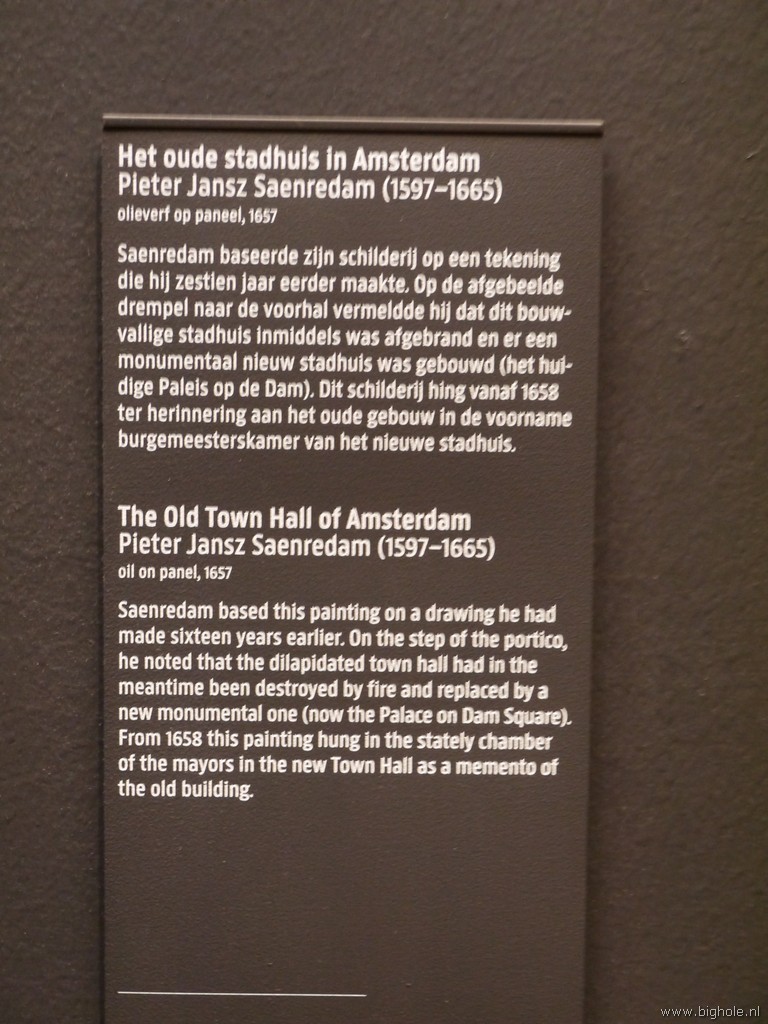 Het oude stadhuis in Amsterdam
Pieter Jansz Saenredam (1597–1665)
olieverf op paneel, 1657
Saenredam baseerde zijn schilderij op een tekening
die hij zestien jaar eerder maakte. Op de afgebeelde
drempel naar de voorhal vermeldde hij dat dit bouw-
vallige stadhuis inmiddels was afgebrand en er een
monumentaal nieuw stadhuis was gebouwd (het hui-
dige Paleis op de Dam). Dit schilderij hing vanaf 1658
ter herinnering aan het oude gebouw in de voorname
burgemeesterskamer van het nieuwe stadhuis.
The Old Town Hall of Amsterdam
Pieter Jansz Saenredam (1597–1665)
oil on panel, 1657
Saenredam based this painting on a drawing he had
made sixteen years earlier. On the step of the portico,
he noted that the dilapidated town hall had in the
meantime been destroyed by fire and replaced by a
new monumental one (now the Palace on Dam Square).
From 1658 this painting hung in the stately chamber
of the mayors in the new Town Hall as a memento of
the old building.
www.bighole.nl